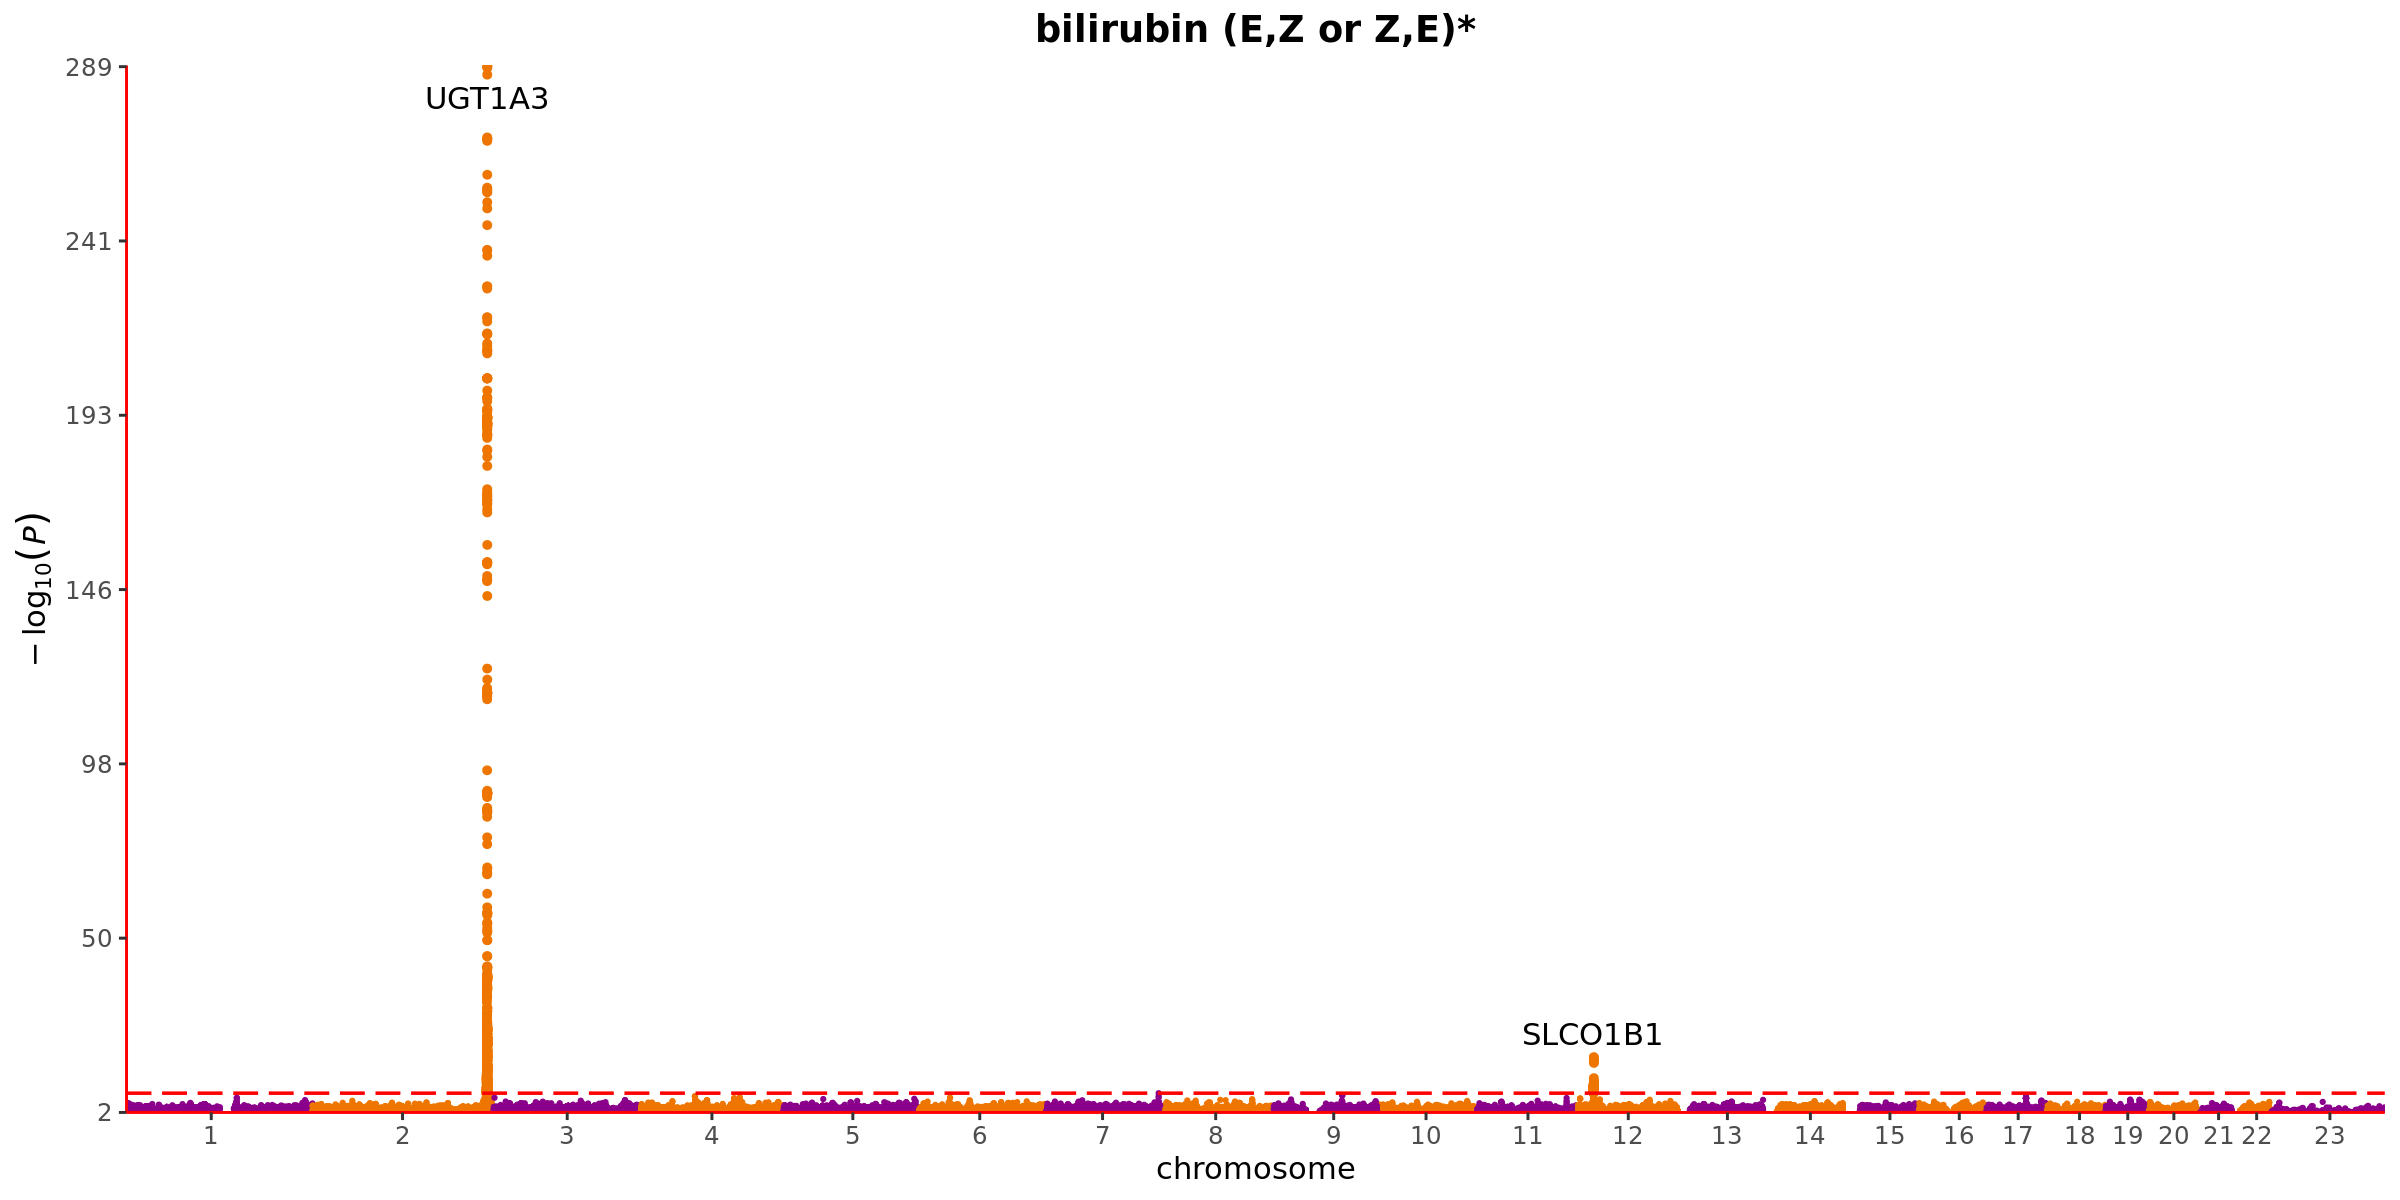 bilirubin (E,Z or Z,E)*
289
UGT1A3
241
193
− log10(P)
146
98
50
SLCO1B1
2
1 2 3 4 5 6 7 8 9 10 11 12 13 14 15 16 17 18 19 20 21 22 23
chromosome